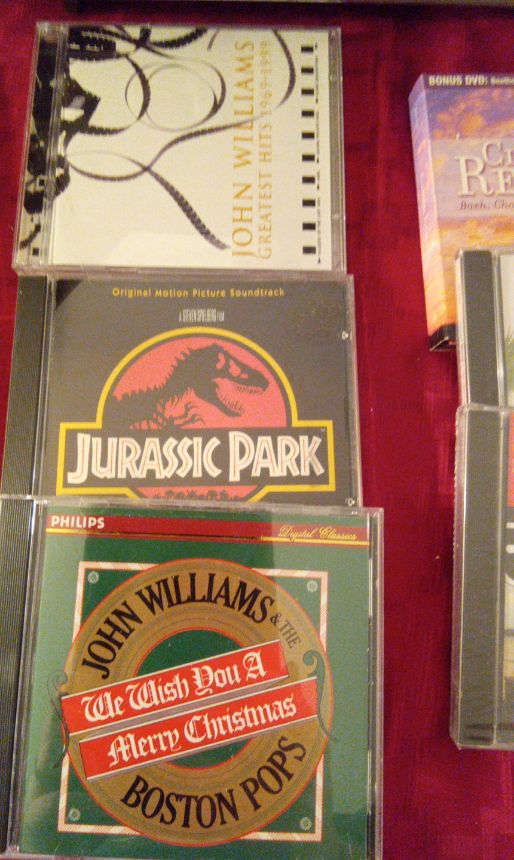 JOHN WILLIAMS
GREATEST HITS 1969-1999
Original Motion Picture Soundtrack
A STEVEN SPIELBERG FILM
JURASSIC PARK
PHILIPS
Digital Classics
JOHN WILLIAMS & THE
We Wish You A
Merry Christmas
BOSTON POPS
BONUS DVD:
Bach,